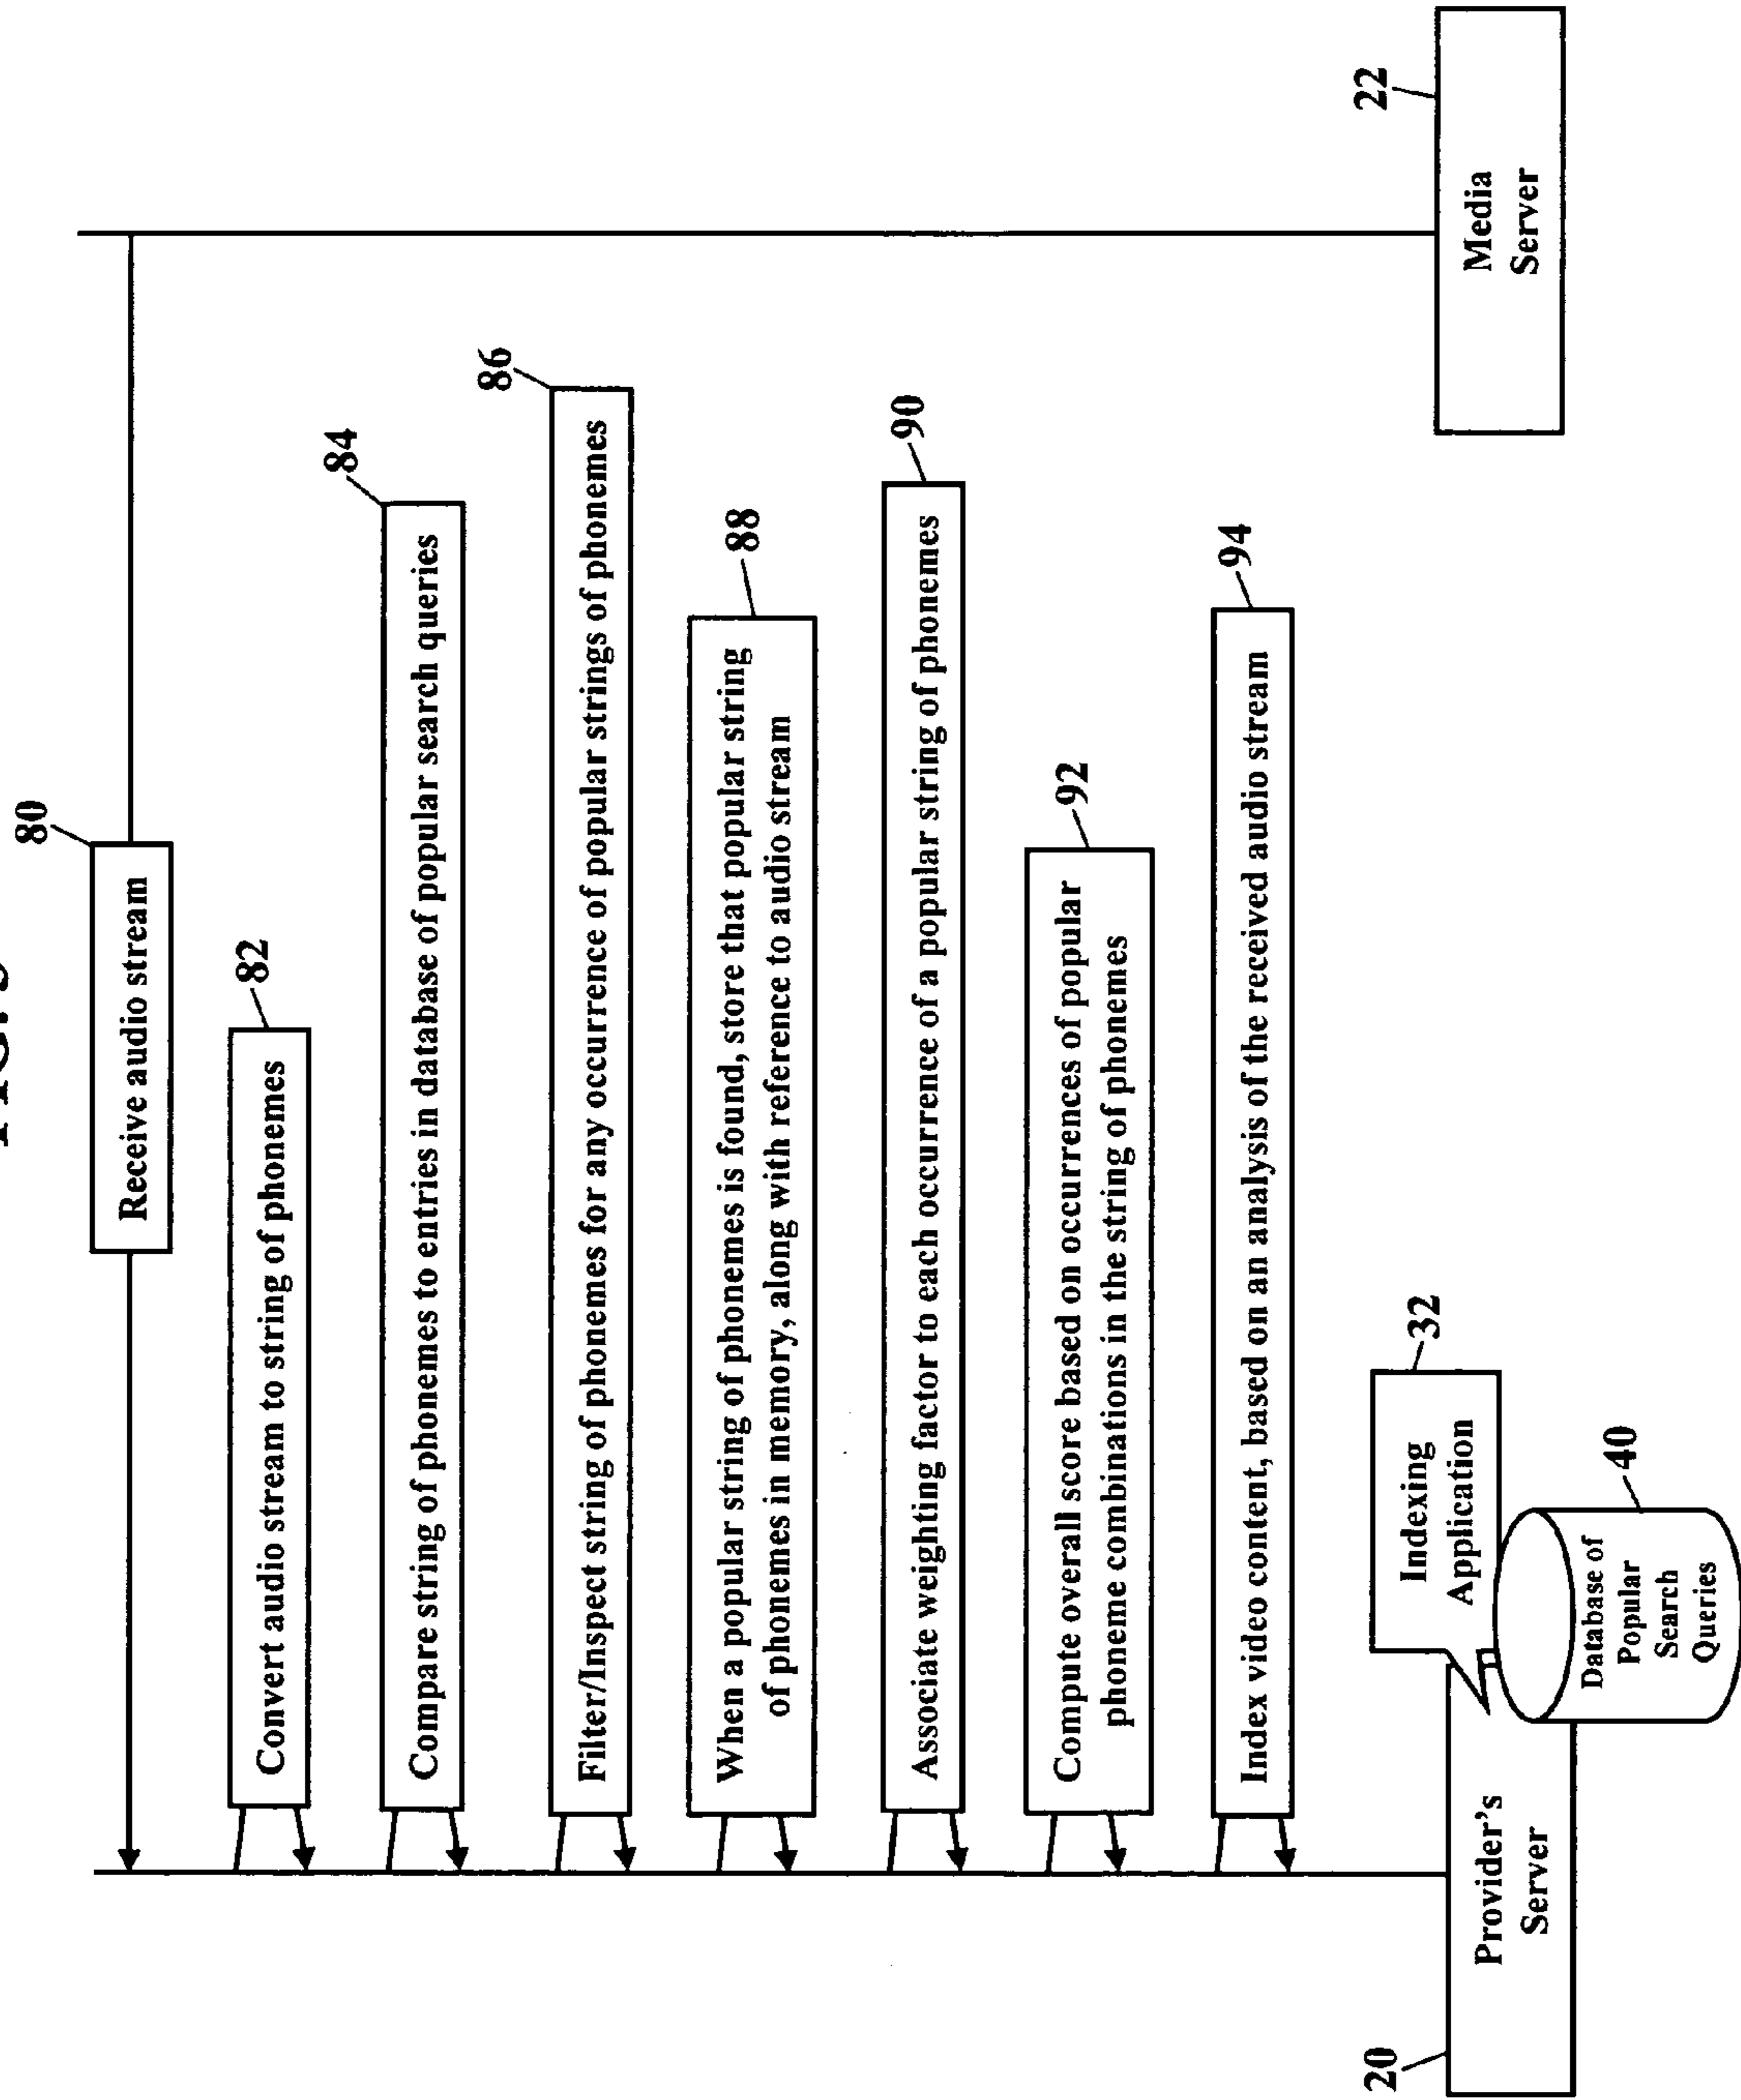 80
Receive audio stream
82
Convert audio stream to string of phonemes
84
Compare string of phonemes to entries in database of popular search queries
86
Filter/Inspect string of phonemes for any occurrence of popular strings of phonemes
88
When a popular string of phonemes is found, store that popular string
of phonemes in memory, along with reference to audio stream
90
Associate weighting factor to each occurrence of a popular string of phonemes
92
Compute overall score based on occurrences of popular
phoneme combinations in the string of phonemes
94
Index video content, based on an analysis of the received audio stream
20
Provider's
Server
32
Indexing
Application
40
Database of
Popular
Search
Queries
22
Media
Server